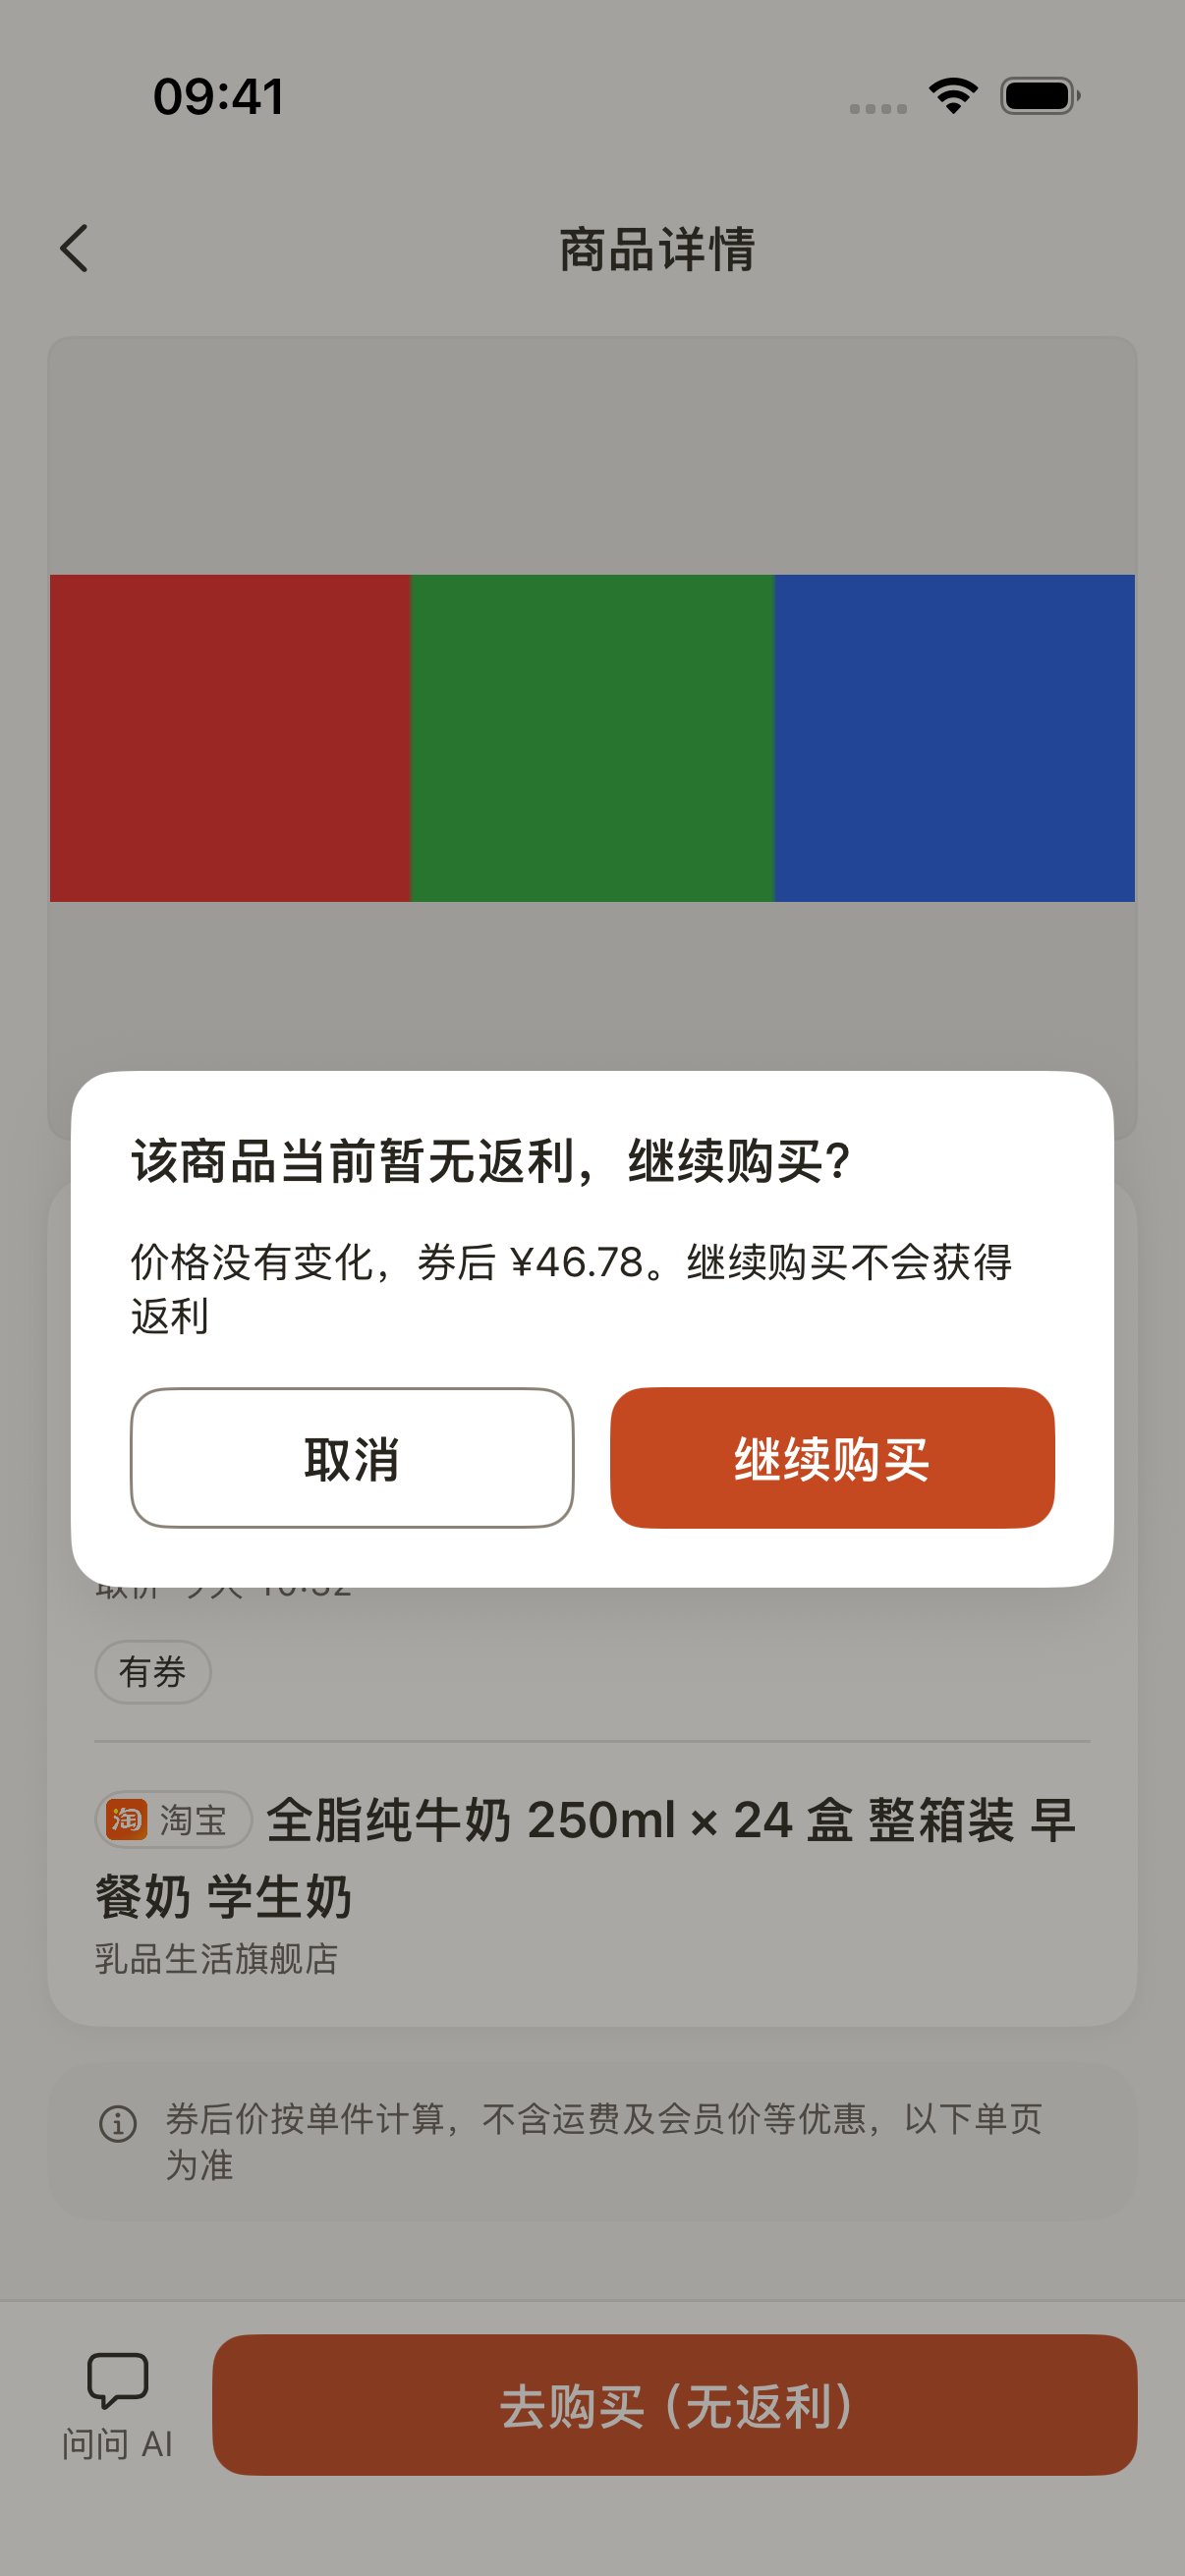 09:41
商品详情
该商品当前暂无返利，继续购买?
价格没有变化，券后 ¥46.78。继续购买不会获得
返利
取消
继续购买
有券
淘 淘宝 全脂纯牛奶 250ml × 24 盒 整箱装 早
餐奶 学生奶
乳品生活旗舰店
券后价按单件计算，不含运费及会员价等优惠，以下单页
为准
问问 AI
去购买 (无返利)